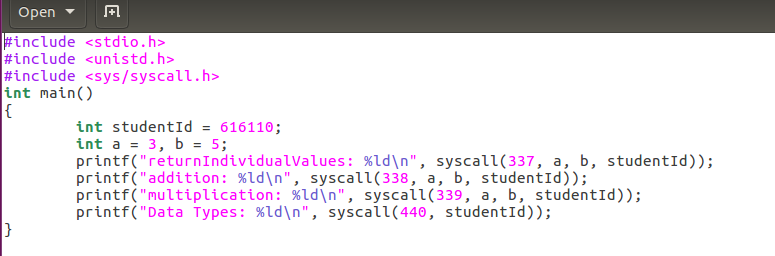 Open
#include <stdio.h>
#include <unistd.h>
#include <sys/syscall.h>
int main()
{
        int studentId = 616110;
        int a = 3, b = 5;
        printf("returnIndividualValues: %ld\n", syscall(337, a, b, studentId));
        printf("addition: %ld\n", syscall(338, a, b, studentId));
        printf("multiplication: %ld\n", syscall(339, a, b, studentId));
        printf("Data Types: %ld\n", syscall(440, studentId));
}